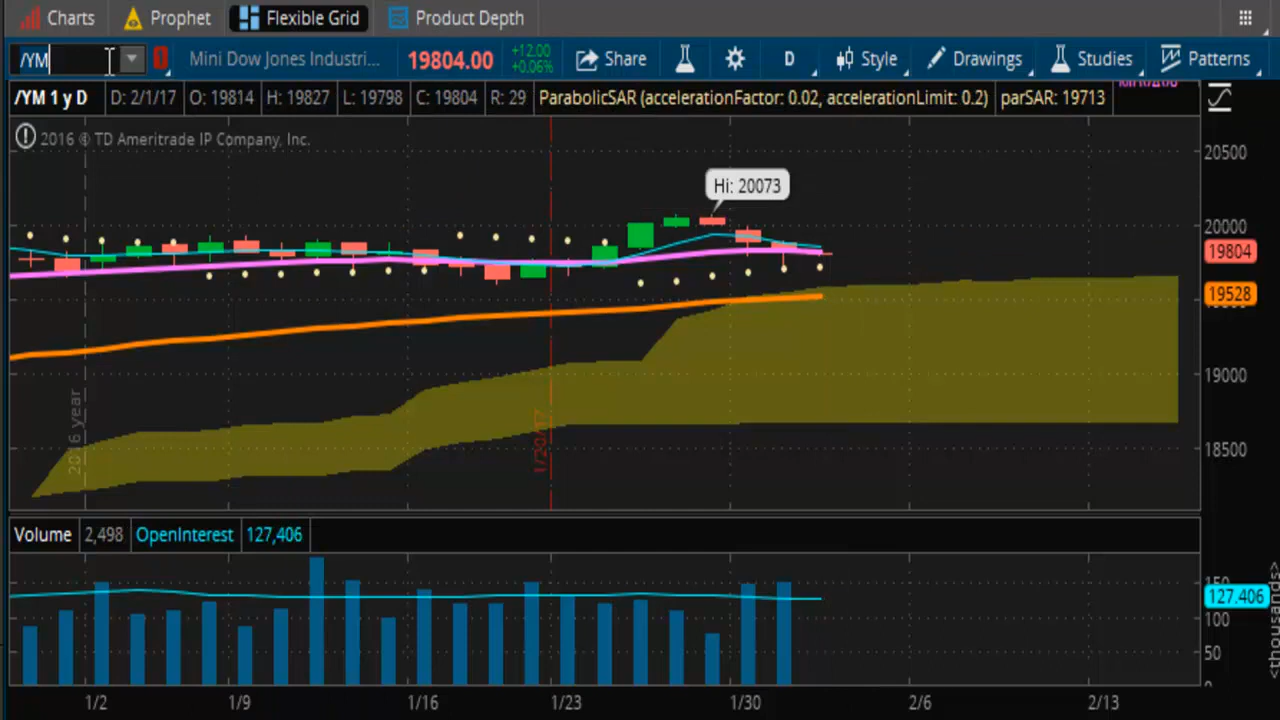 Charts Prophet Flexible Grid Product Depth
/YM Mini Dow Jones Industri... 19804.00 +12.00 +0.06% Share D Style Drawings Studies Patterns
/YM 1 y D D: 2/1/17 O: 19814 H: 19827 L: 19798 C: 19804 R: 29 ParabolicSAR (accelerationFactor: 0.02, accelerationLimit: 0.2) parSAR: 19713
2016 © TD Ameritrade IP Company, Inc.
20500
Hi: 20073
20000
19804
19528
19000
18500
2016 year
1/20/17
Volume 2,498 OpenInterest 127,406
150
127.406
100
50
0
<thousands>
1/2 1/9 1/16 1/23 1/30 2/6 2/13